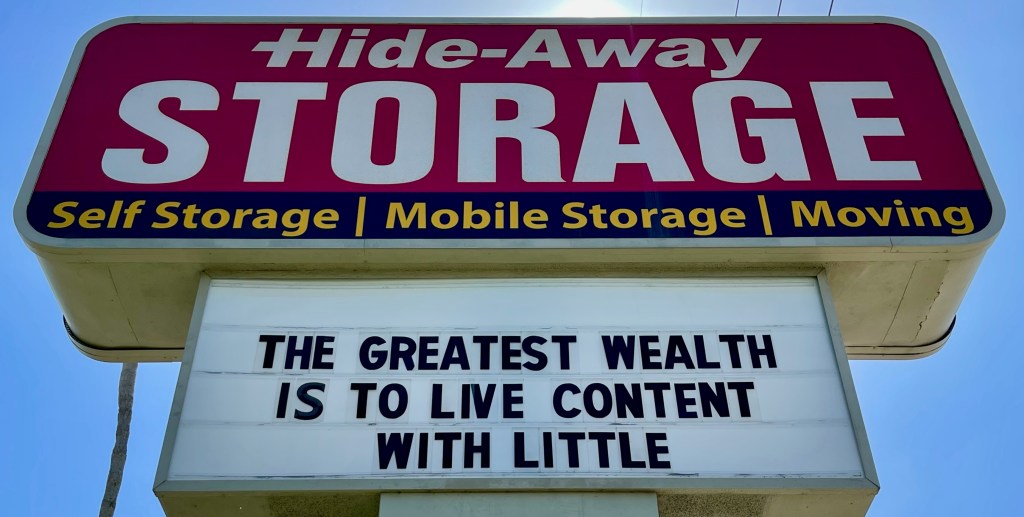 Hide-Away
STORAGE
Self Storage | Mobile Storage | Moving
THE GREATEST WEALTH
IS TO LIVE CONTENT
WITH LITTLE